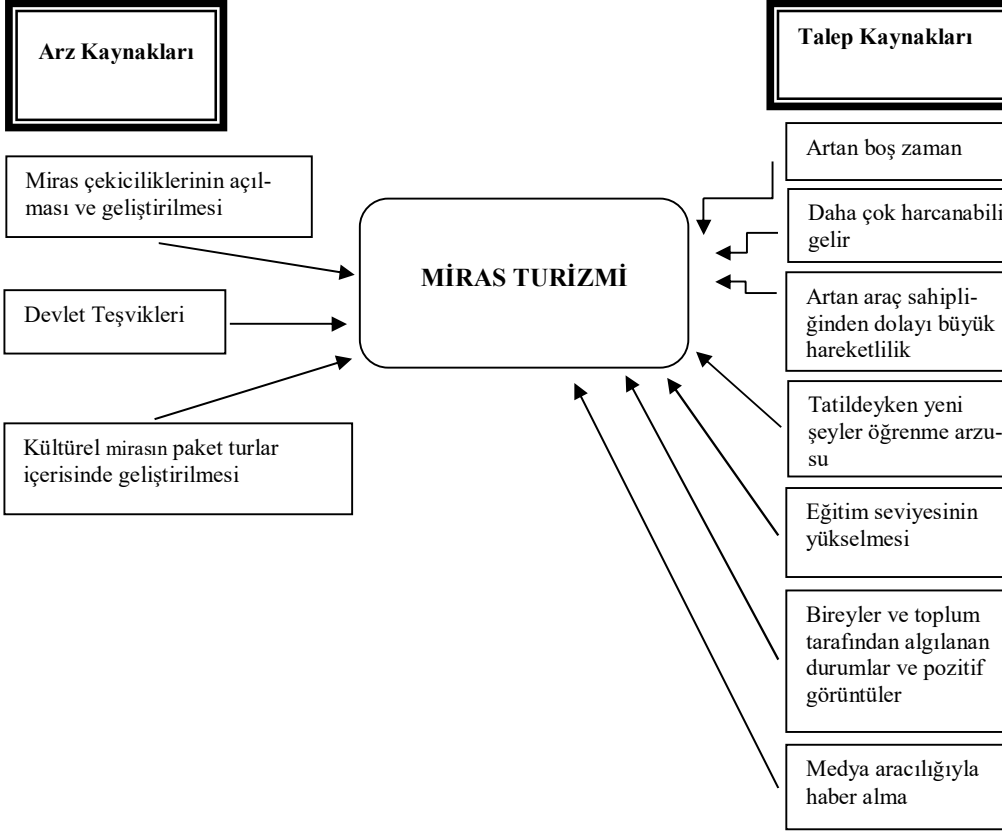 Arz Kaynakları
Miras çekiciliklerinin açıl-
ması ve geliştirilmesi
Devlet Teşvikleri
Kültürel mirasın paket turlar
içerisinde geliştirilmesi
MİRAS TURİZMİ
Talep Kaynakları
Artan boş zaman
Daha çok harcanabili
gelir
Artan araç sahipli-
ğinden dolayı büyük
hareketlilik
Tatildeyken yeni
şeyler öğrenme arzu-
su
Eğitim seviyesinin
yükselmesi
Bireyler ve toplum
tarafından algılanan
durumlar ve pozitif
görüntüler
Medya aracılığıyla
haber alma